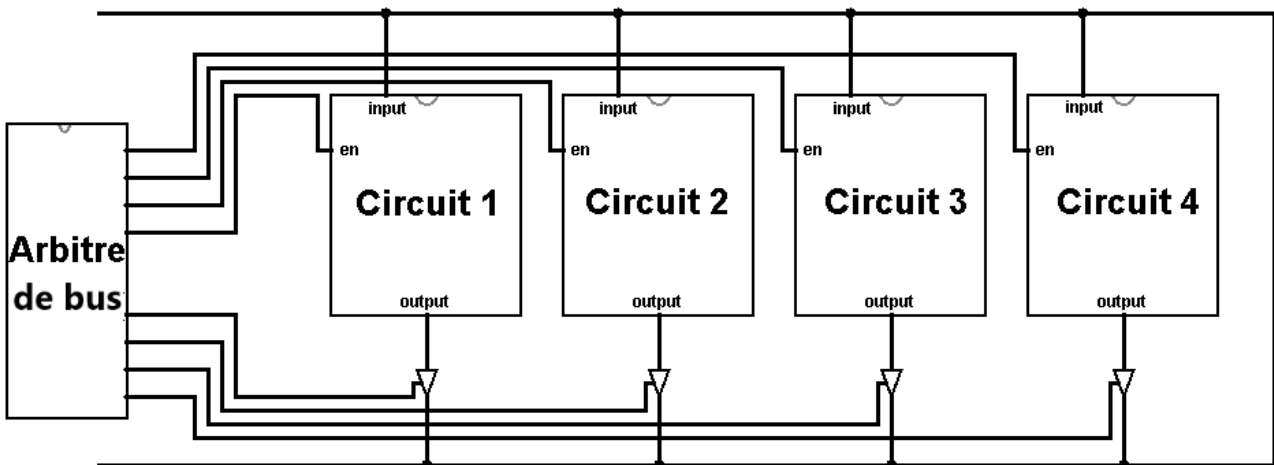 input
input
input
input
en
en
en
en
Circuit 1
Circuit 2
Circuit 3
Circuit 4
Arbitre
de bus
output
output
output
output